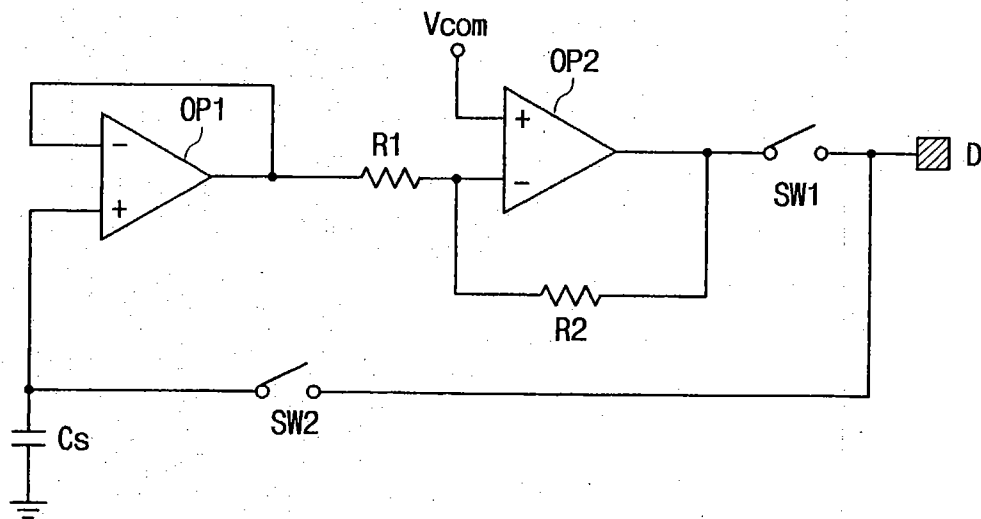 Vcom
OP2
OP1
R1
+
-
-
+
D
SW1
R2
SW2
Cs